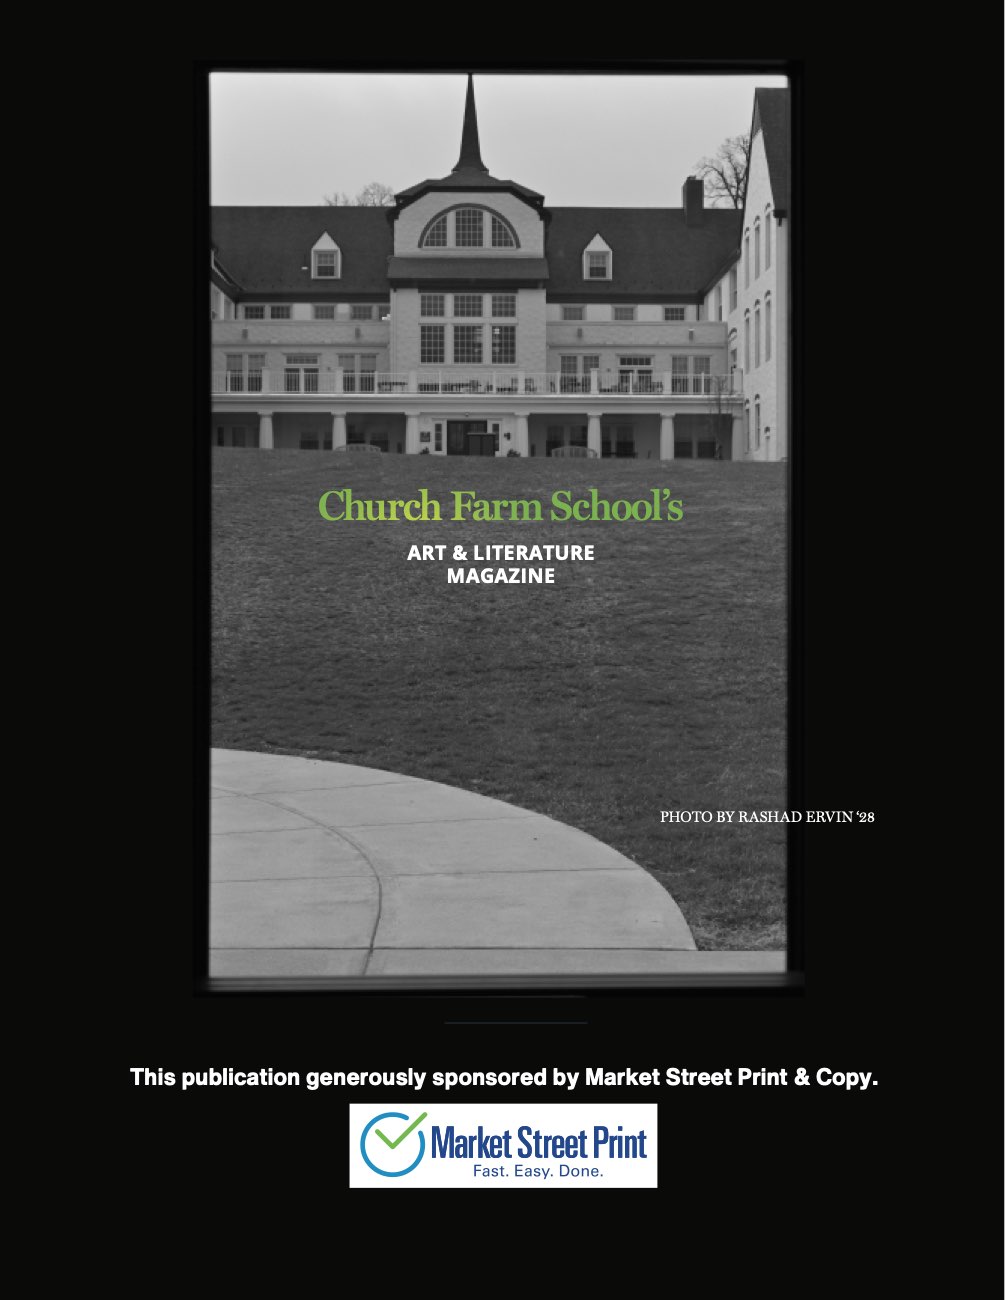 Church Farm School's
ART & LITERATURE
MAGAZINE
PHOTO BY RASHAD ERVIN ‘28
This publication generously sponsored by Market Street Print & Copy.
Market Street Print
Fast. Easy. Done.